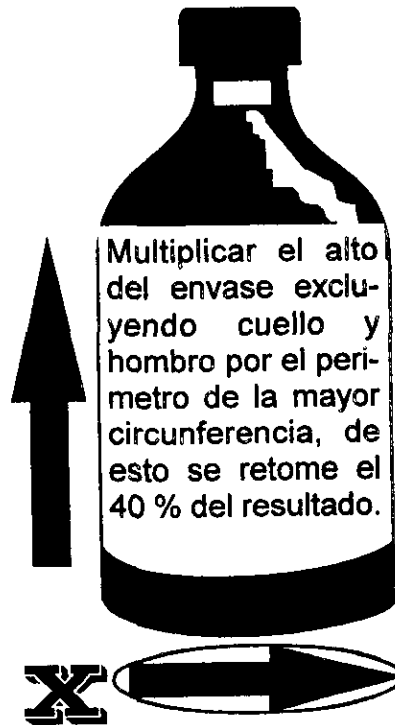 Multiplicar el alto
del envase exclu-
yendo cuello y
hombro por el perí-
metro de la mayor
circunferencia, de
esto se retome el
40 % del resultado.
X